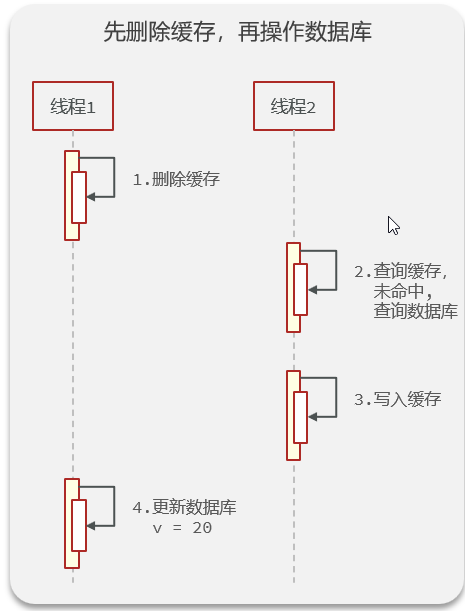 先删除缓存，再操作数据库
线程1
线程2
1.删除缓存
2.查询缓存，
未命中，
查询数据库
3.写入缓存
4.更新数据库
v = 20